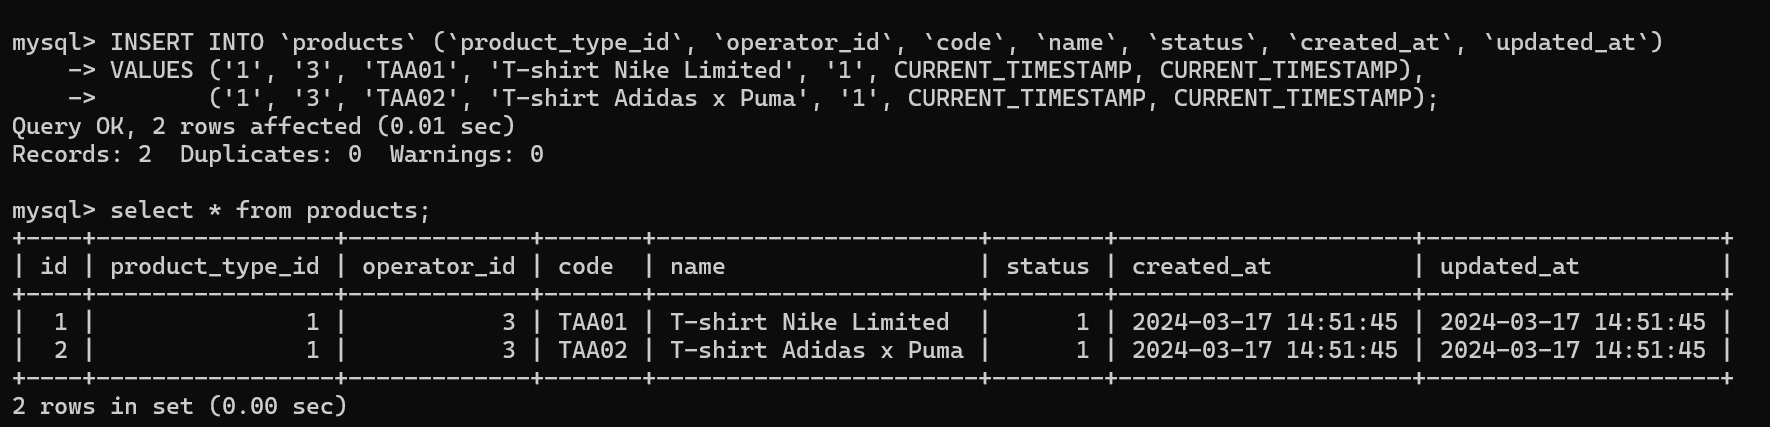 mysql> INSERT INTO `products` (`product_type_id`, `operator_id`, `code`, `name`, `status`, `created_at`, `updated_at`)
    -> VALUES ('1', '3', 'TAA01', 'T-shirt Nike Limited', '1', CURRENT_TIMESTAMP, CURRENT_TIMESTAMP),
    ->        ('1', '3', 'TAA02', 'T-shirt Adidas x Puma', '1', CURRENT_TIMESTAMP, CURRENT_TIMESTAMP);
Query OK, 2 rows affected (0.01 sec)
Records: 2  Duplicates: 0  Warnings: 0

mysql> select * from products;
+----+-----------------+-------------+-------+-----------------------+--------+---------------------+---------------------+
| id | product_type_id | operator_id | code  | name                  | status | created_at          | updated_at          |
+----+-----------------+-------------+-------+-----------------------+--------+---------------------+---------------------+
|  1 |               1 |           3 | TAA01 | T-shirt Nike Limited  |      1 | 2024-03-17 14:51:45 | 2024-03-17 14:51:45 |
|  2 |               1 |           3 | TAA02 | T-shirt Adidas x Puma |      1 | 2024-03-17 14:51:45 | 2024-03-17 14:51:45 |
+----+-----------------+-------------+-------+-----------------------+--------+---------------------+---------------------+
2 rows in set (0.00 sec)